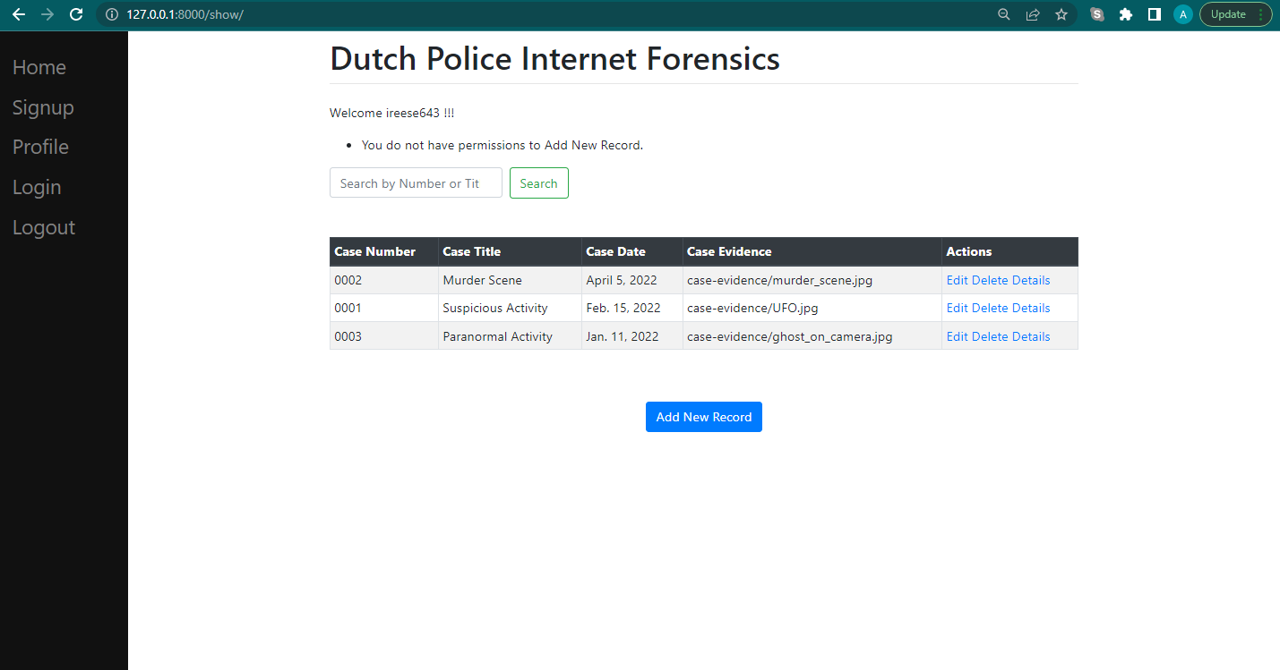 127.0.0.1:8000/show/
A
Update
Home
Signup
Profile
Login
Logout
Dutch Police Internet Forensics
Welcome ireese643 !!!
You do not have permissions to Add New Record.
Search by Number or Tit
Search
Case Number Case Title Case Date Case Evidence Actions
0002 Murder Scene April 5, 2022 case-evidence/murder_scene.jpg Edit Delete Details
0001 Suspicious Activity Feb. 15, 2022 case-evidence/UFO.jpg Edit Delete Details
0003 Paranormal Activity Jan. 11, 2022 case-evidence/ghost_on_camera.jpg Edit Delete Details
Add New Record